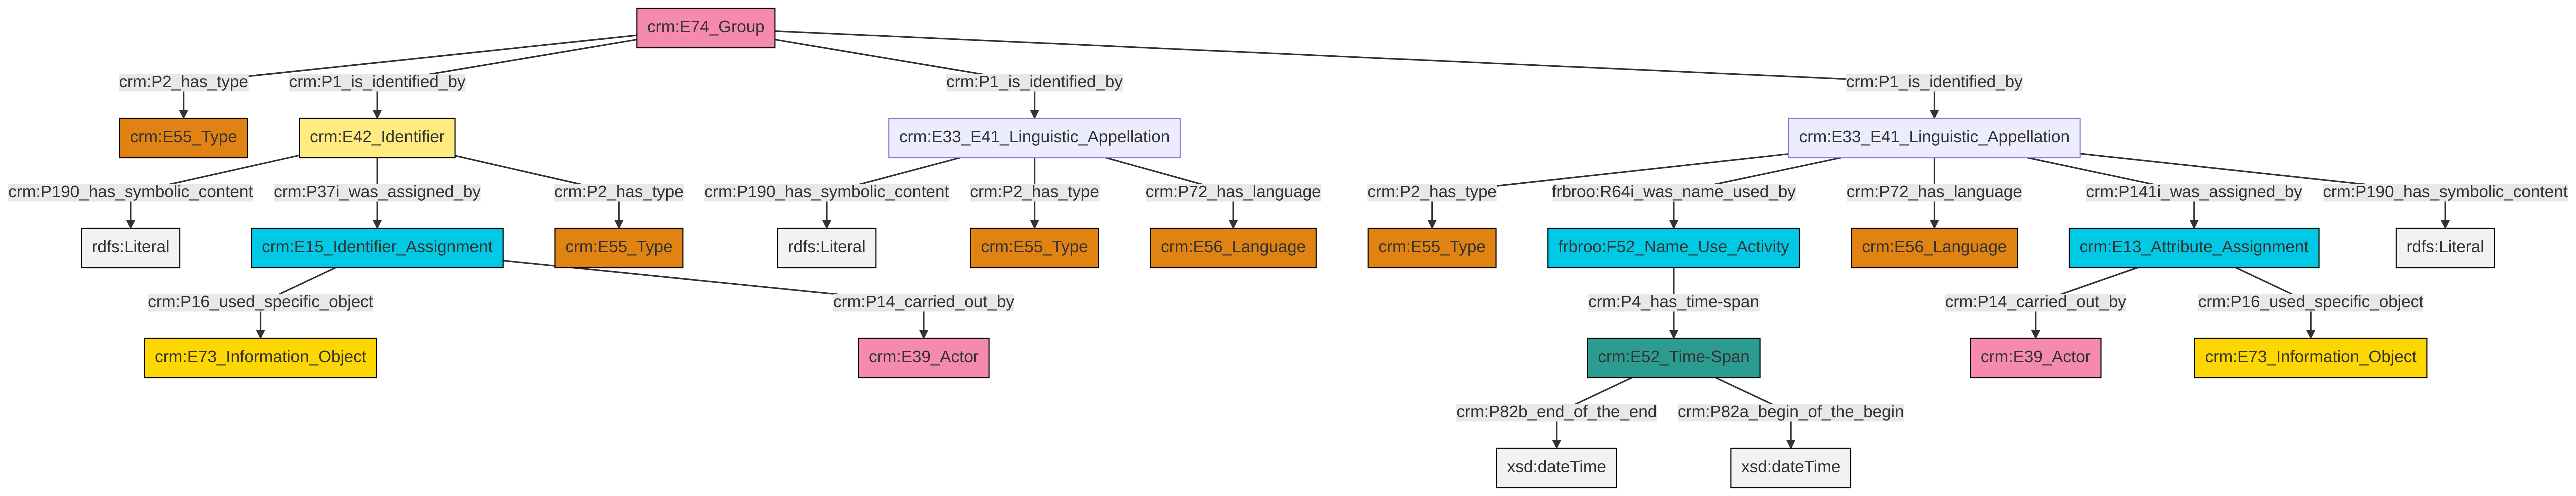 crm:E74_Group
crm:P2_has_type
crm:P1_is_identified_by
crm:P1_is_identified_by
crm:P1_is_identified_by
crm:E55_Type
crm:E42_Identifier
crm:E33_E41_Linguistic_Appellation
crm:E33_E41_Linguistic_Appellation
crm:P190_has_symbolic_content
crm:P37i_was_assigned_by
crm:P2_has_type
crm:P190_has_symbolic_content
crm:P2_has_type
crm:P72_has_language
crm:P2_has_type
frbroo:R64i_was_name_used_by
crm:P72_has_language
crm:P141i_was_assigned_by
crm:P190_has_symbolic_content
rdfs:Literal
crm:E15_Identifier_Assignment
crm:E55_Type
rdfs:Literal
crm:E55_Type
crm:E56_Language
crm:E55_Type
frbroo:F52_Name_Use_Activity
crm:E56_Language
crm:E13_Attribute_Assignment
rdfs:Literal
crm:P16_used_specific_object
crm:P14_carried_out_by
crm:P4_has_time-span
crm:P14_carried_out_by
crm:P16_used_specific_object
crm:E73_Information_Object
crm:E39_Actor
crm:E52_Time-Span
crm:E39_Actor
crm:E73_Information_Object
crm:P82b_end_of_the_end
crm:P82a_begin_of_the_begin
xsd:dateTime
xsd:dateTime